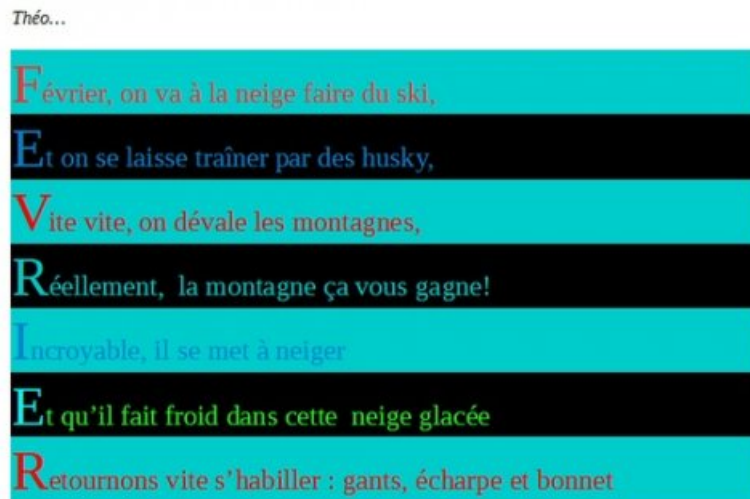 Théo...
Février, on va à la neige faire du ski,
Et on se laisse traîner par des husky,
Vite vite, on dévale les montagnes,
Réellement, la montagne ça vous gagne!
Incroyable, il se met à neiger
Et qu'il fait froid dans cette neige glacée
Retournons vite s'habiller : gants, écharpe et bonnet